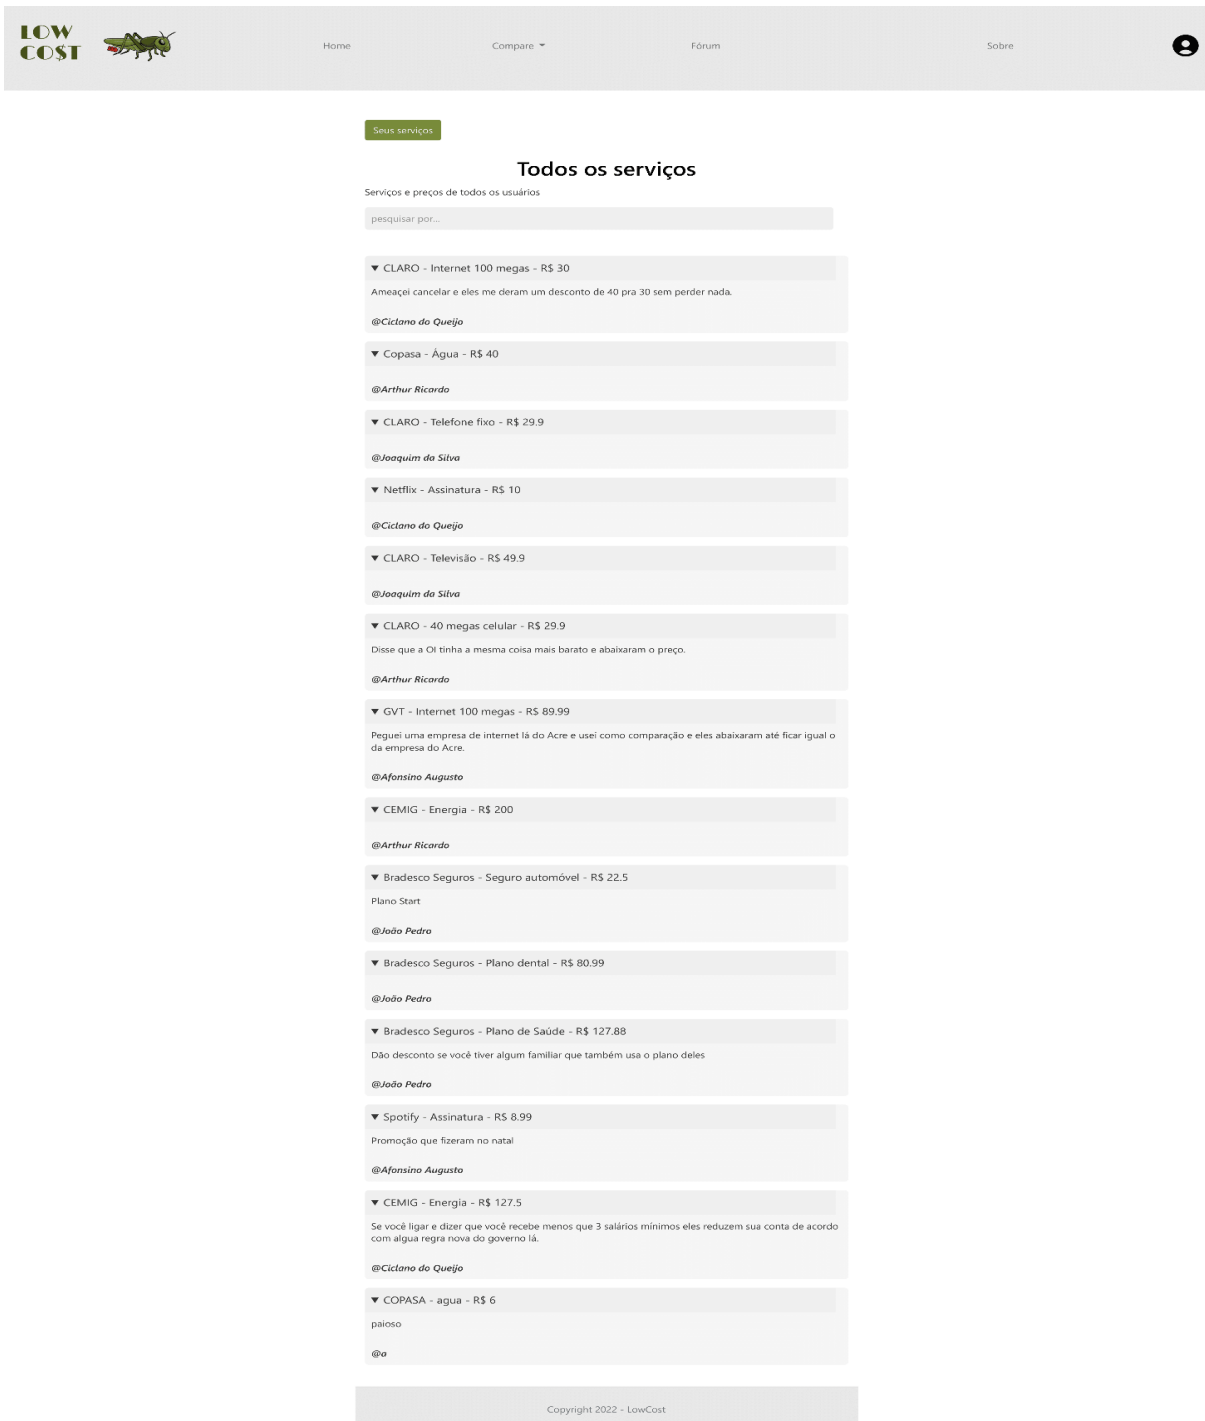 LOW
CO$T
Home
Compare
Fórum
Sobre
Seus serviços
Todos os serviços
Serviços e preços de todos os usuários
pesquisar por...
CLARO - Internet 100 megas - R$ 30
Ameaçei cancelar e eles me deram um desconto de 40 pra 30 sem perder nada.
@Ciclano do Queijo
Copasa - Água - R$ 40
@Arthur Ricardo
CLARO - Telefone fixo - R$ 29.9
@Joaquim da Silva
Netflix - Assinatura - R$ 10
@Ciclano do Queijo
CLARO - Televisão - R$ 49.9
@Joaquim da Silva
CLARO - 40 megas celular - R$ 29.9
Disse que a OI tinha a mesma coisa mais barato e abaixaram o preço.
@Arthur Ricardo
GVT - Internet 100 megas - R$ 89.99
Peguei uma empresa de internet lá do Acre e usei como comparação e eles abaixaram até ficar igual o
da empresa do Acre.
@Afonsino Augusto
CEMIG - Energia - R$ 200
@Arthur Ricardo
Bradesco Seguros - Seguro automóvel - R$ 22.5
Plano Start
@João Pedro
Bradesco Seguros - Plano dental - R$ 80.99
@João Pedro
Bradesco Seguros - Plano de Saúde - R$ 127.88
Dão desconto se você tiver algum familiar que também usa o plano deles
@João Pedro
Spotify - Assinatura - R$ 8.99
Promoção que fizeram no natal
@Afonsino Augusto
CEMIG - Energia - R$ 127.5
Se você ligar e dizer que você recebe menos que 3 salários mínimos eles reduzem sua conta de acordo
com algua regra nova do governo lá.
@Ciclano do Queijo
COPASA - agua - R$ 6
paioso
@a
Copyright 2022 - LowCost